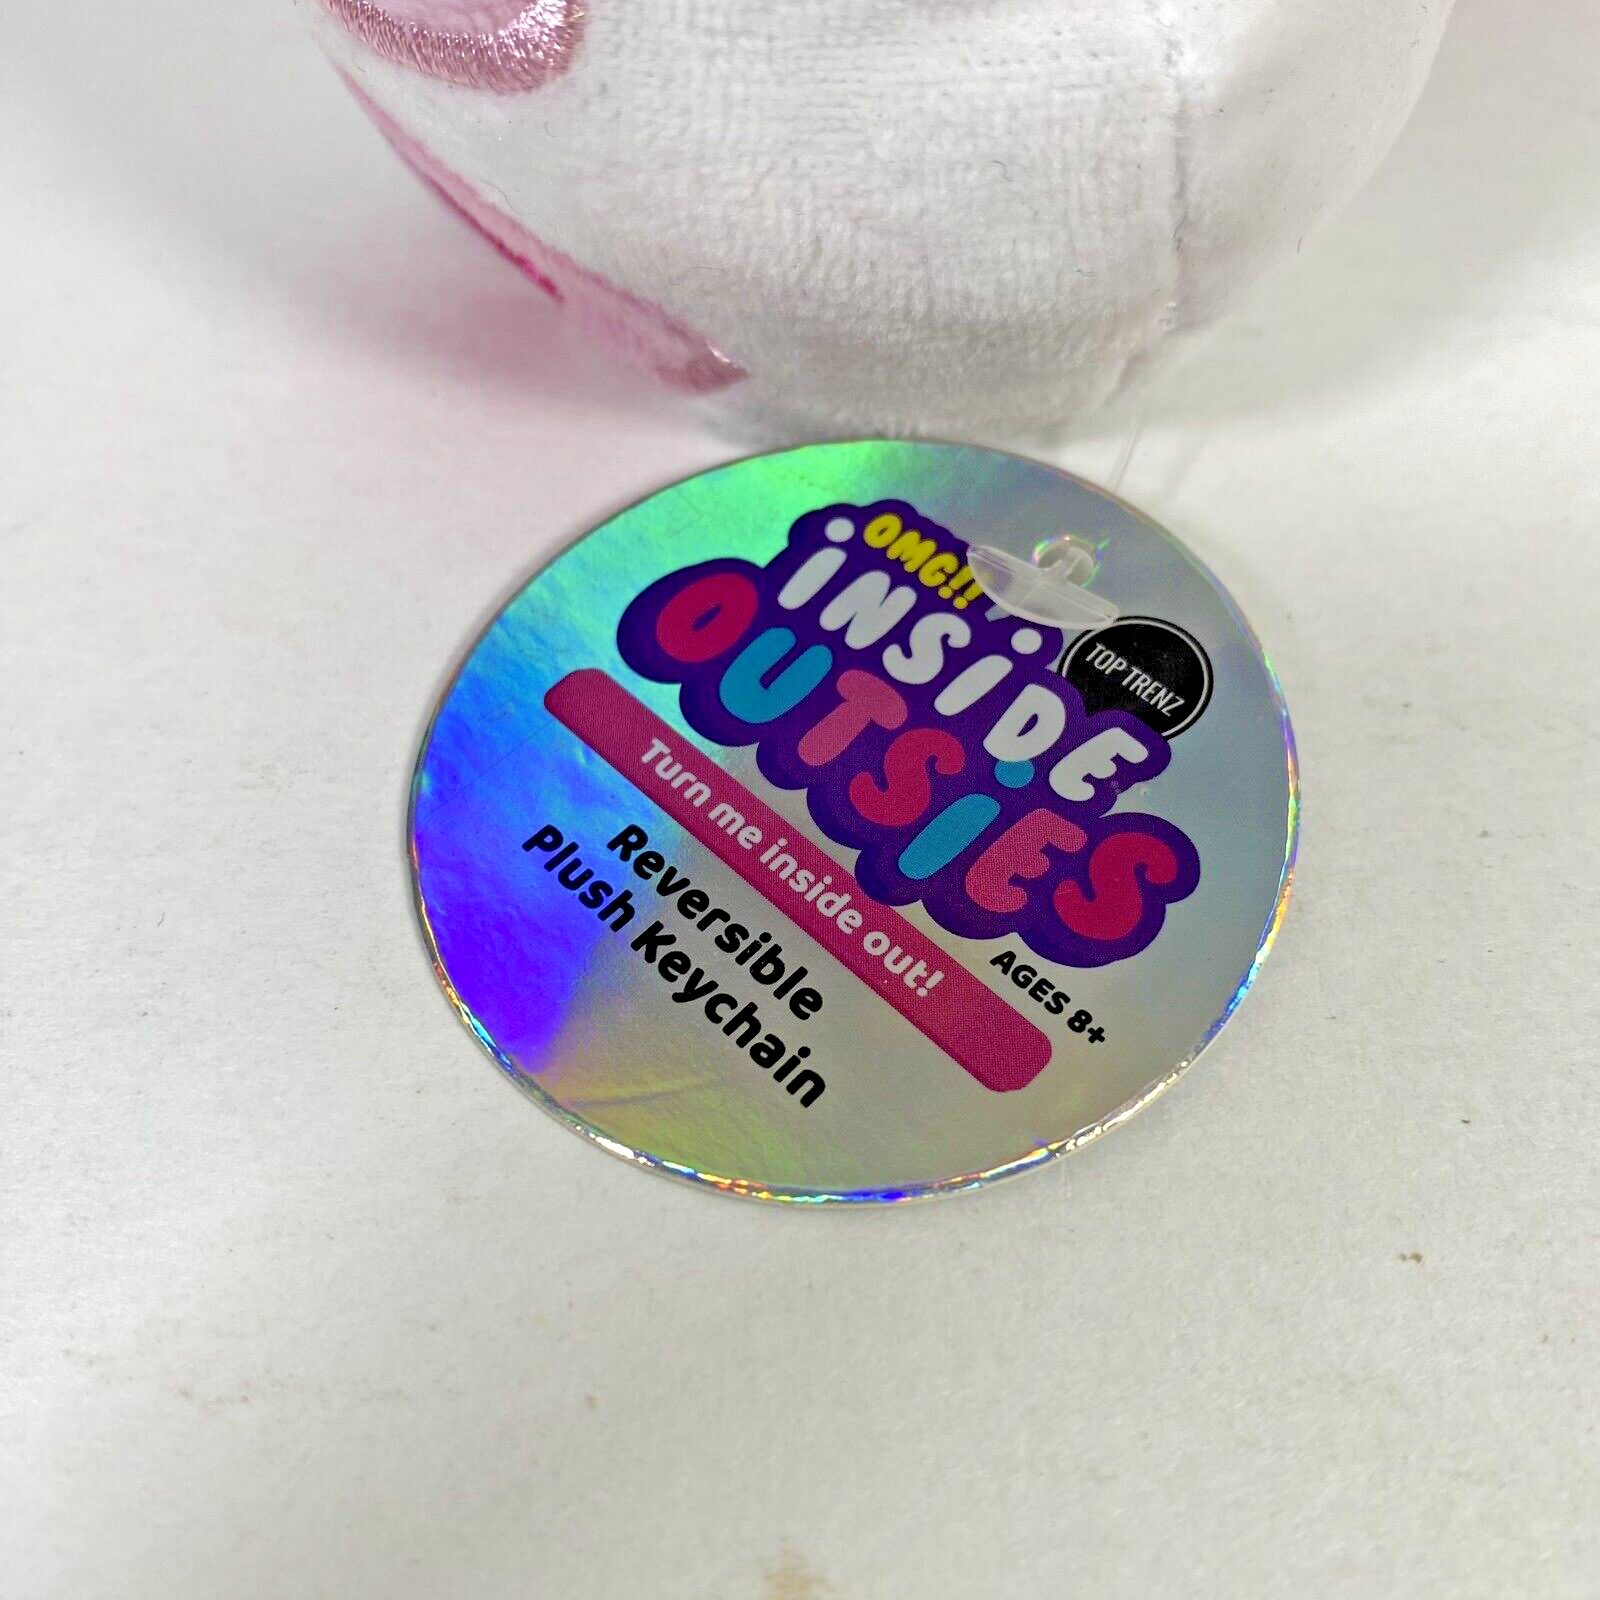 OMG!!
INSIDE
OUTSIES
TOP TRENZ
Turn me inside out!
AGES 8+
Reversible
Plush Keychain